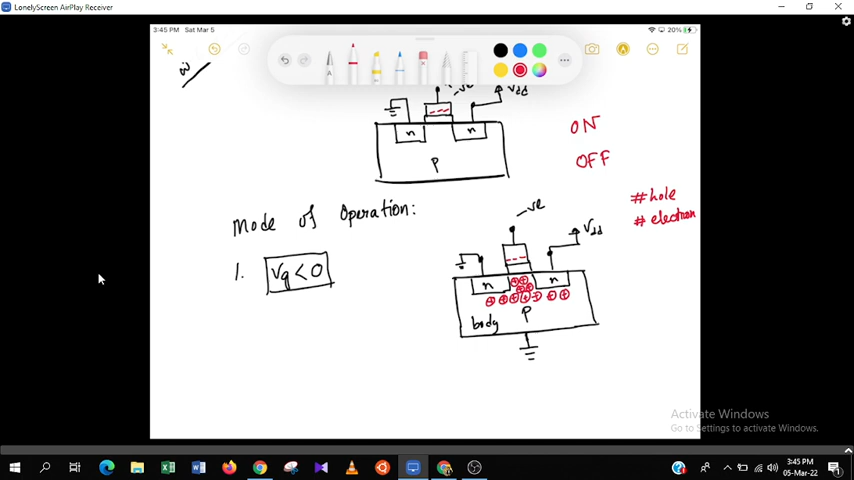 LonelyScreen AirPlay Receiver
3:45 PM Sat Mar 5
20%
A
-ve
Vdd
n
n
P
ON
OFF
# hole
# electron
Mode of Operation:
-ve
Vdd
1. Vg < 0
n
n
body
P
Activate Windows
Go to Settings to activate Windows.
3:45 PM
05-Mar-22